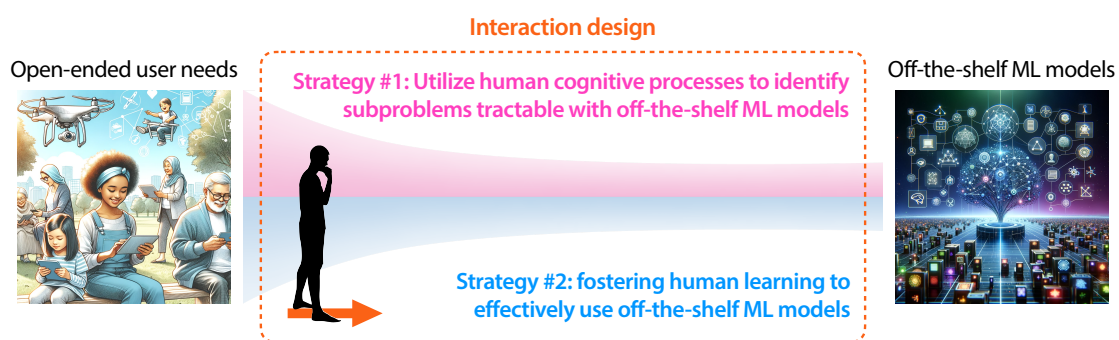 Interaction design
Open-ended user needs
Strategy #1: Utilize human cognitive processes to identify
subproblems tractable with off-the-shelf ML models
Off-the-shelf ML models
Strategy #2: fostering human learning to
effectively use off-the-shelf ML models